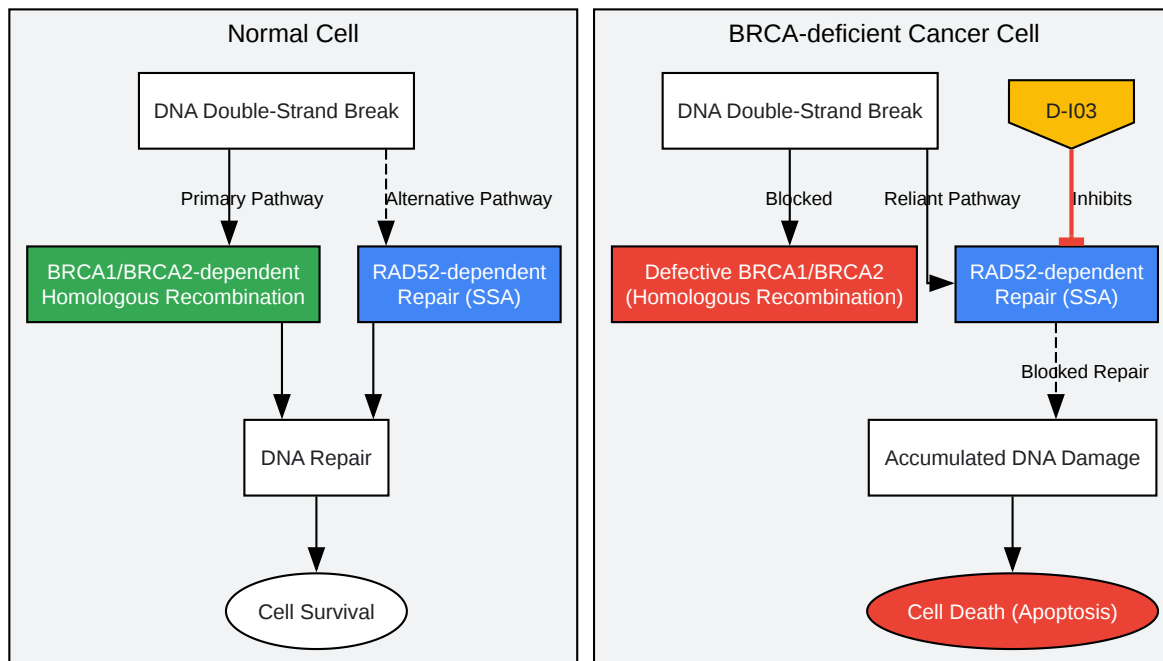 Normal Cell
DNA Double-Strand Break
Primary Pathway
Alternative Pathway
BRCA1/BRCA2-dependent
Homologous Recombination
RAD52-dependent
Repair (SSA)
DNA Repair
Cell Survival
BRCA-deficient Cancer Cell
DNA Double-Strand Break
D-I03
Blocked
Reliant Pathway
Inhibits
Defective BRCA1/BRCA2
(Homologous Recombination)
RAD52-dependent
Repair (SSA)
Blocked Repair
Accumulated DNA Damage
Cell Death (Apoptosis)